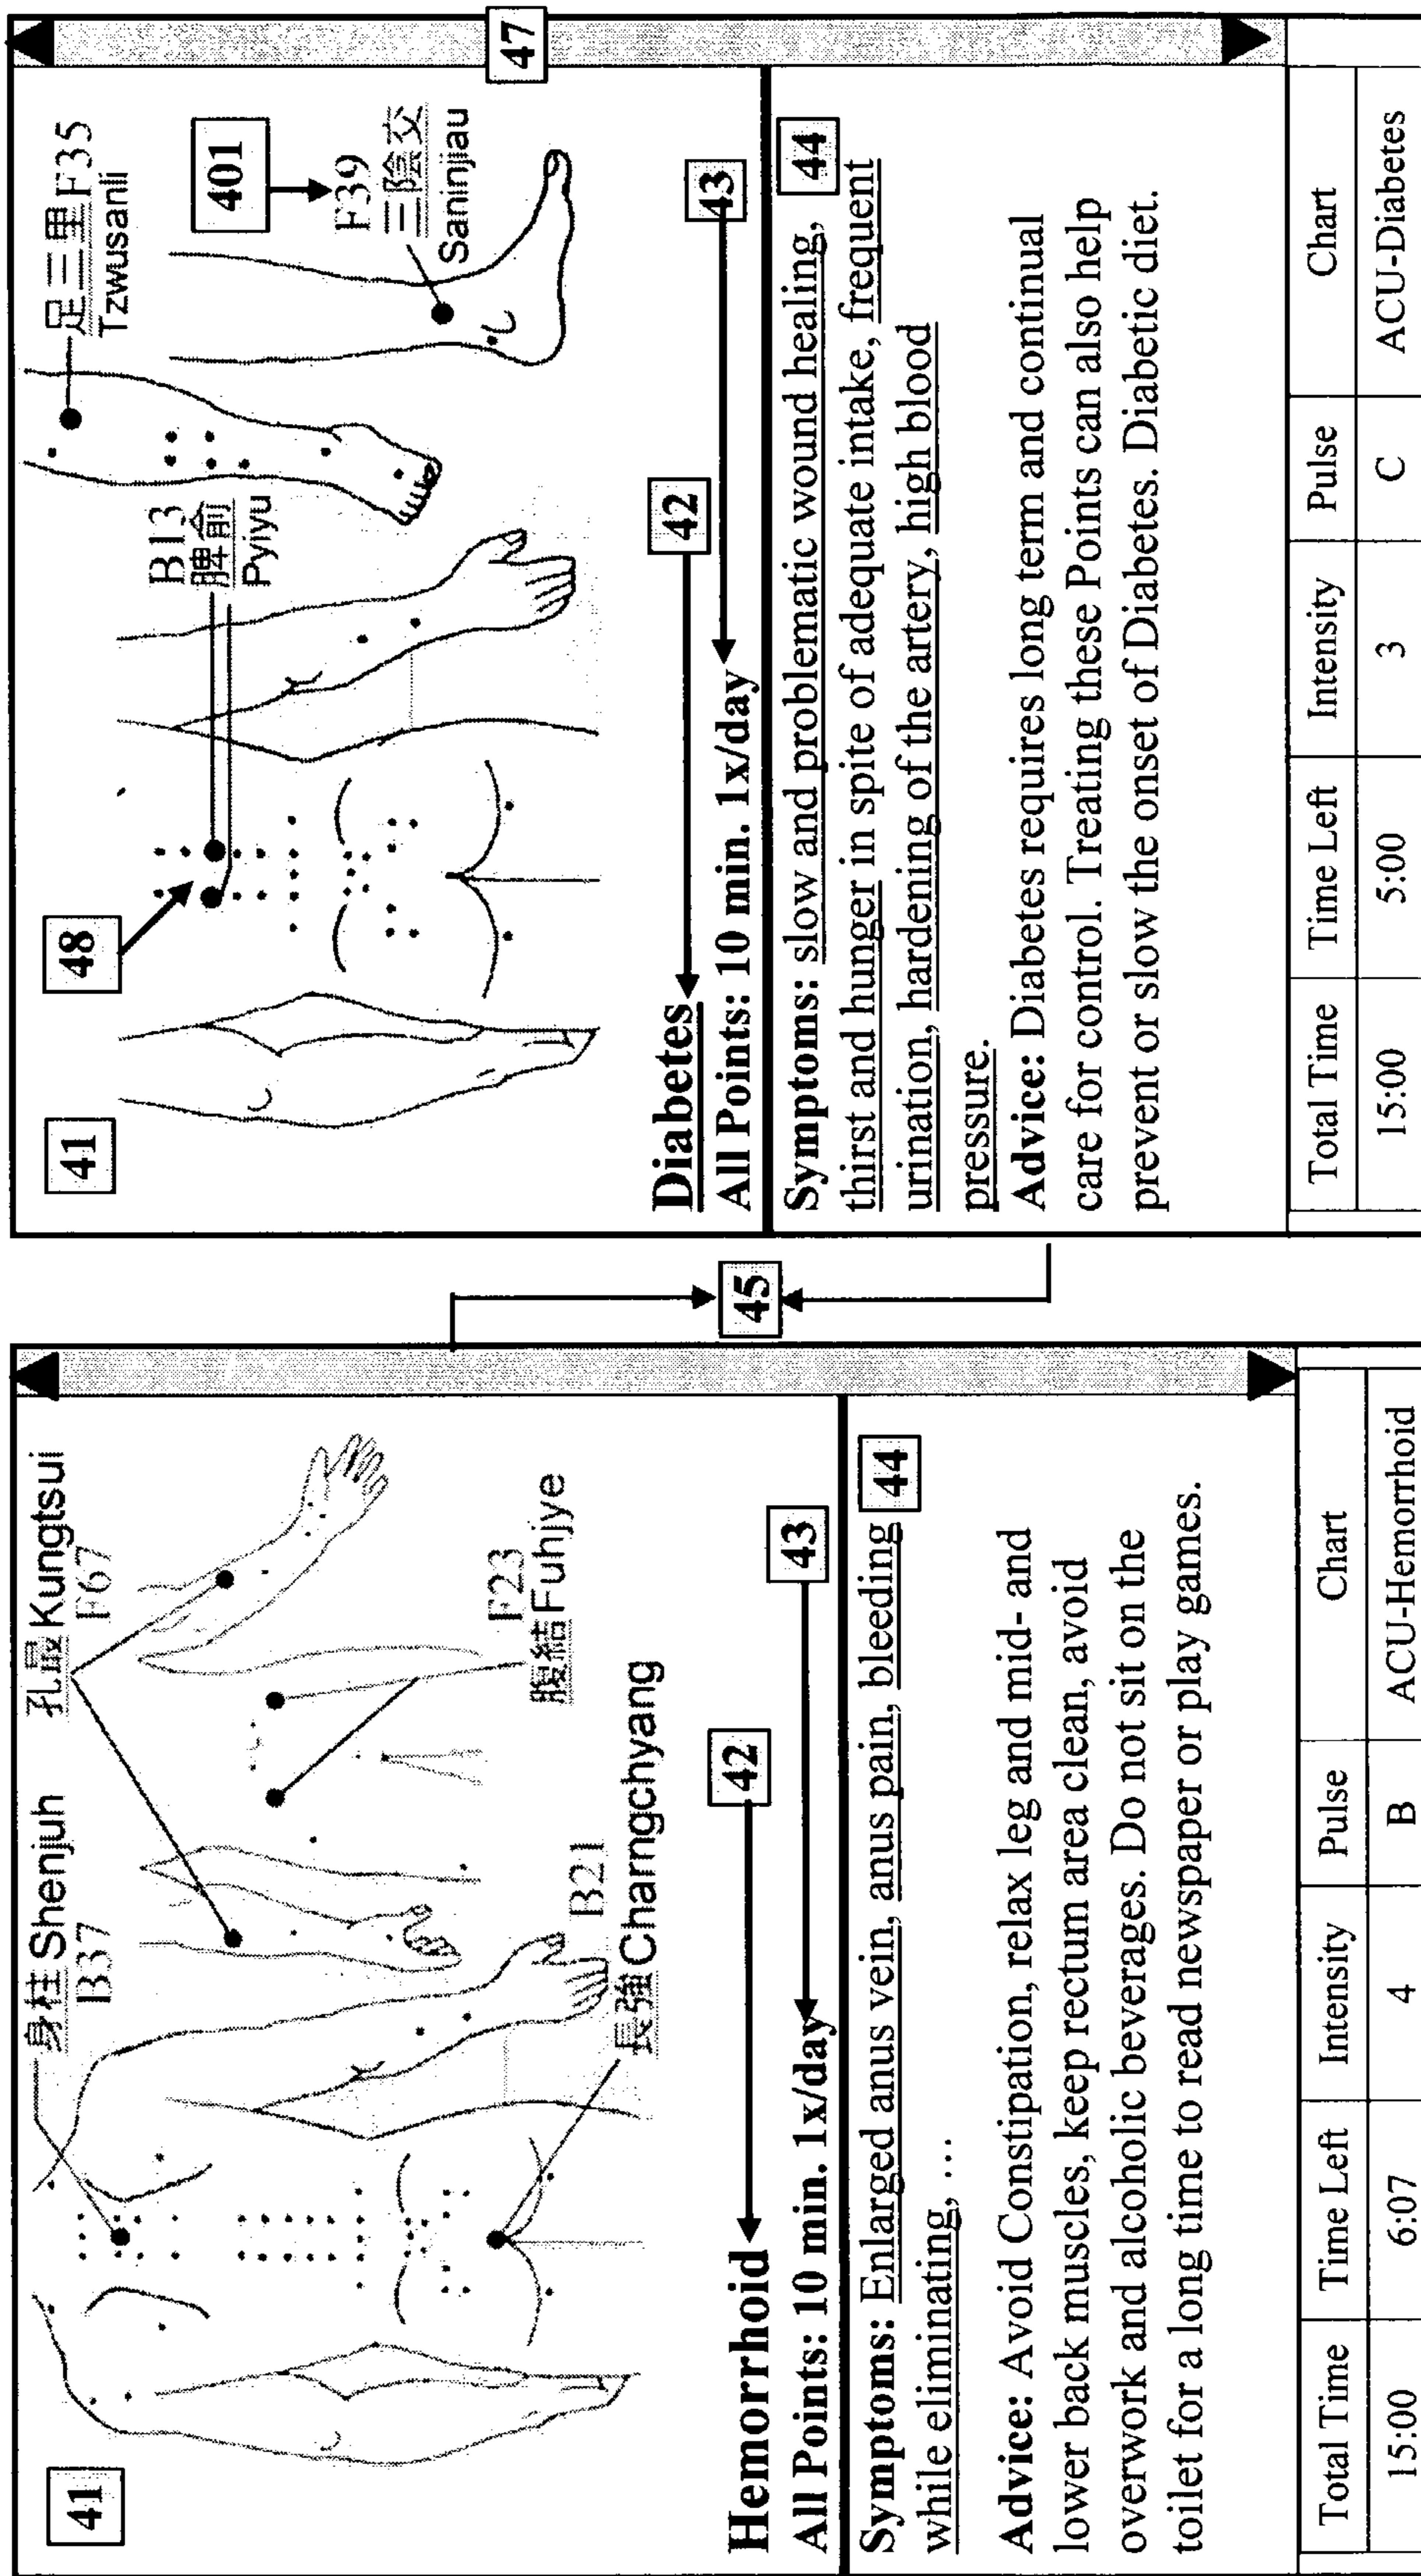 身柱 Shenjuh
B37
孔最 Kungtsui
F67
F23
腹結 Fuhjye
B21
長強 Charngchyang
41
42
43
Hemorrhoid
All Points: 10 min. 1x/day
Symptoms: Enlarged anus vein, anus pain, bleeding
while eliminating, …
44
Advice: Avoid Constipation, relax leg and mid- and
lower back muscles, keep rectum area clean, avoid
overwork and alcoholic beverages. Do not sit on the
toilet for a long time to read newspaper or play games.
Total Time Time Left Intensity Pulse Chart
15:00 6:07 4 B ACU-Hemorrhoid
45
41
48
B13
脾俞
Pyiyu
足三里 F35
Tzwusanli
401
F39
三陰交
Saninjiau
47
42
43
Diabetes
All Points: 10 min. 1x/day
Symptoms: slow and problematic wound healing,
44
thirst and hunger in spite of adequate intake, frequent
urination, hardening of the artery, high blood
pressure.
Advice: Diabetes requires long term and continual
care for control. Treating these Points can also help
prevent or slow the onset of Diabetes. Diabetic diet.
Total Time Time Left Intensity Pulse Chart
15:00 5:00 3 C ACU-Diabetes